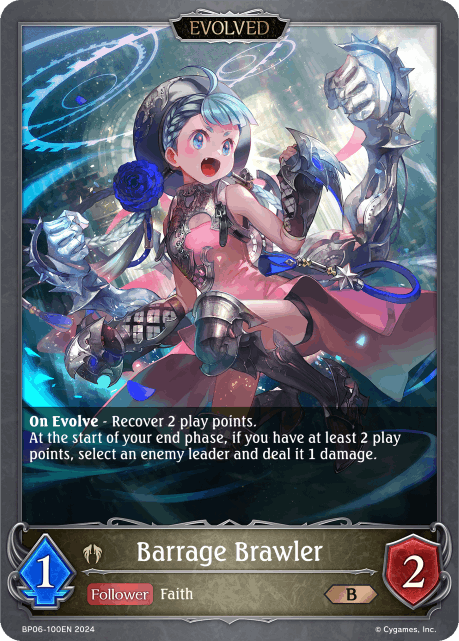 EVOLVED
On Evolve - Recover 2 play points.
At the start of your end phase, if you have at least 2 play
points, select an enemy leader and deal it 1 damage.
Barrage Brawler
1
Follower Faith
B
2
BP06-100EN 2024
© Cygames, Inc.